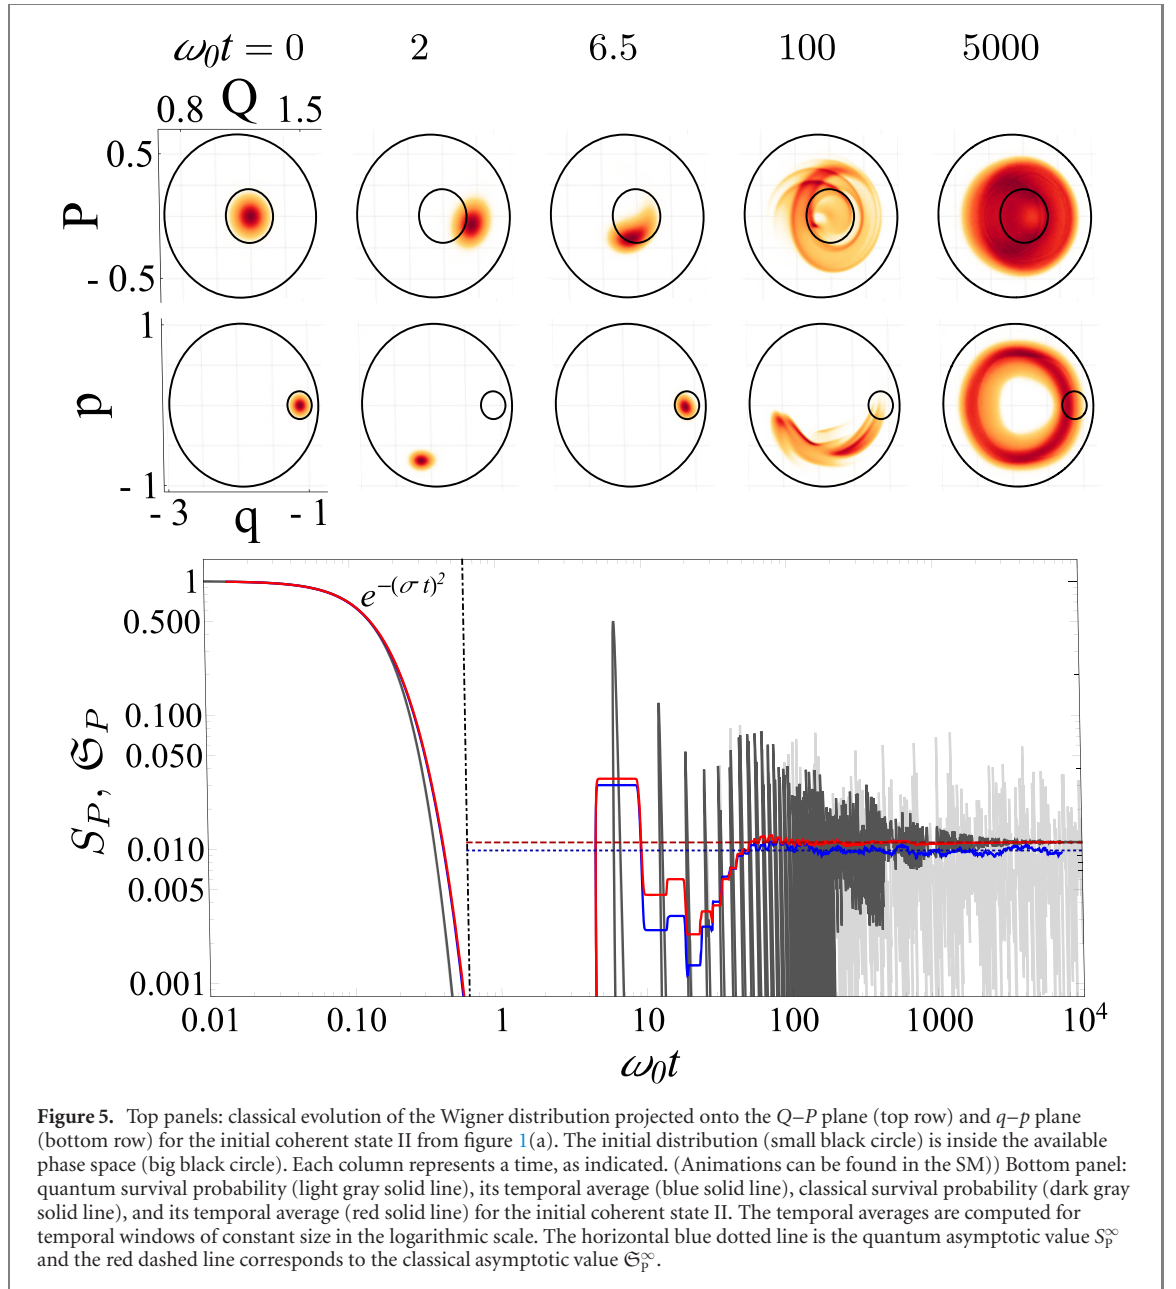 ω₀t = 0 2 6.5 100 5000
0.8 Q 1.5
0.5
P
- 0.5
1
p
- 1
- 3 q - 1
e^{-(σ t)^2}
1
0.500
0.100
0.050
0.010
0.005
0.001
S_P, 𝔖_P
0.01 0.10 1 10 100 1000 10^4
ω₀t
Figure 5. Top panels: classical evolution of the Wigner distribution projected onto the Q–P plane (top row) and q–p plane
(bottom row) for the initial coherent state II from figure 1(a). The initial distribution (small black circle) is inside the available
phase space (big black circle). Each column represents a time, as indicated. (Animations can be found in the SM)) Bottom panel:
quantum survival probability (light gray solid line), its temporal average (blue solid line), classical survival probability (dark gray
solid line), and its temporal average (red solid line) for the initial coherent state II. The temporal averages are computed for
temporal windows of constant size in the logarithmic scale. The horizontal blue dotted line is the quantum asymptotic value S_P^∞
and the red dashed line corresponds to the classical asymptotic value 𝔖_P^∞.